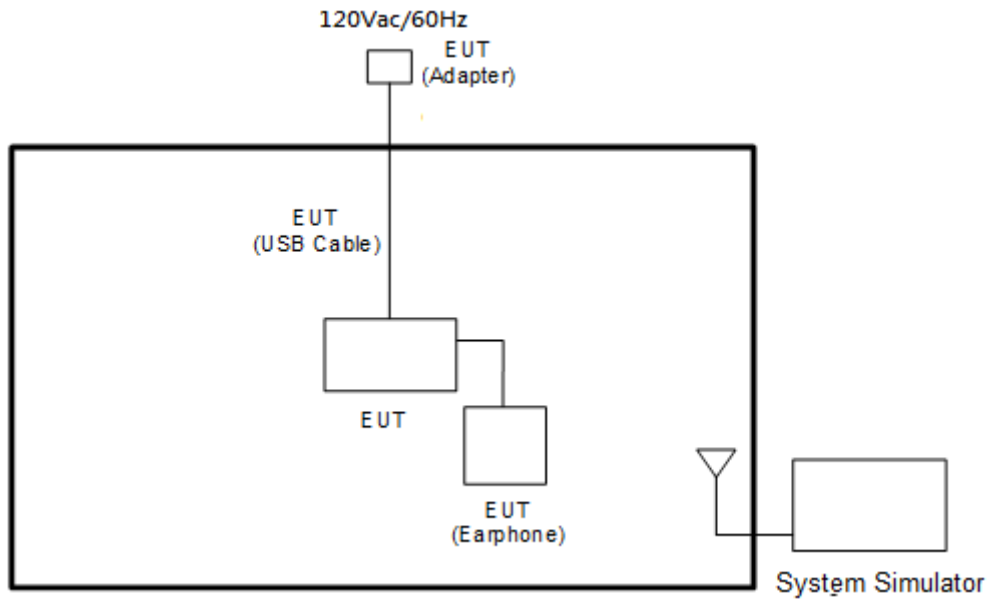 120Vac/60Hz
EUT
(Adapter)
EUT
(USB Cable)
EUT
EUT
(Earphone)
System Simulator